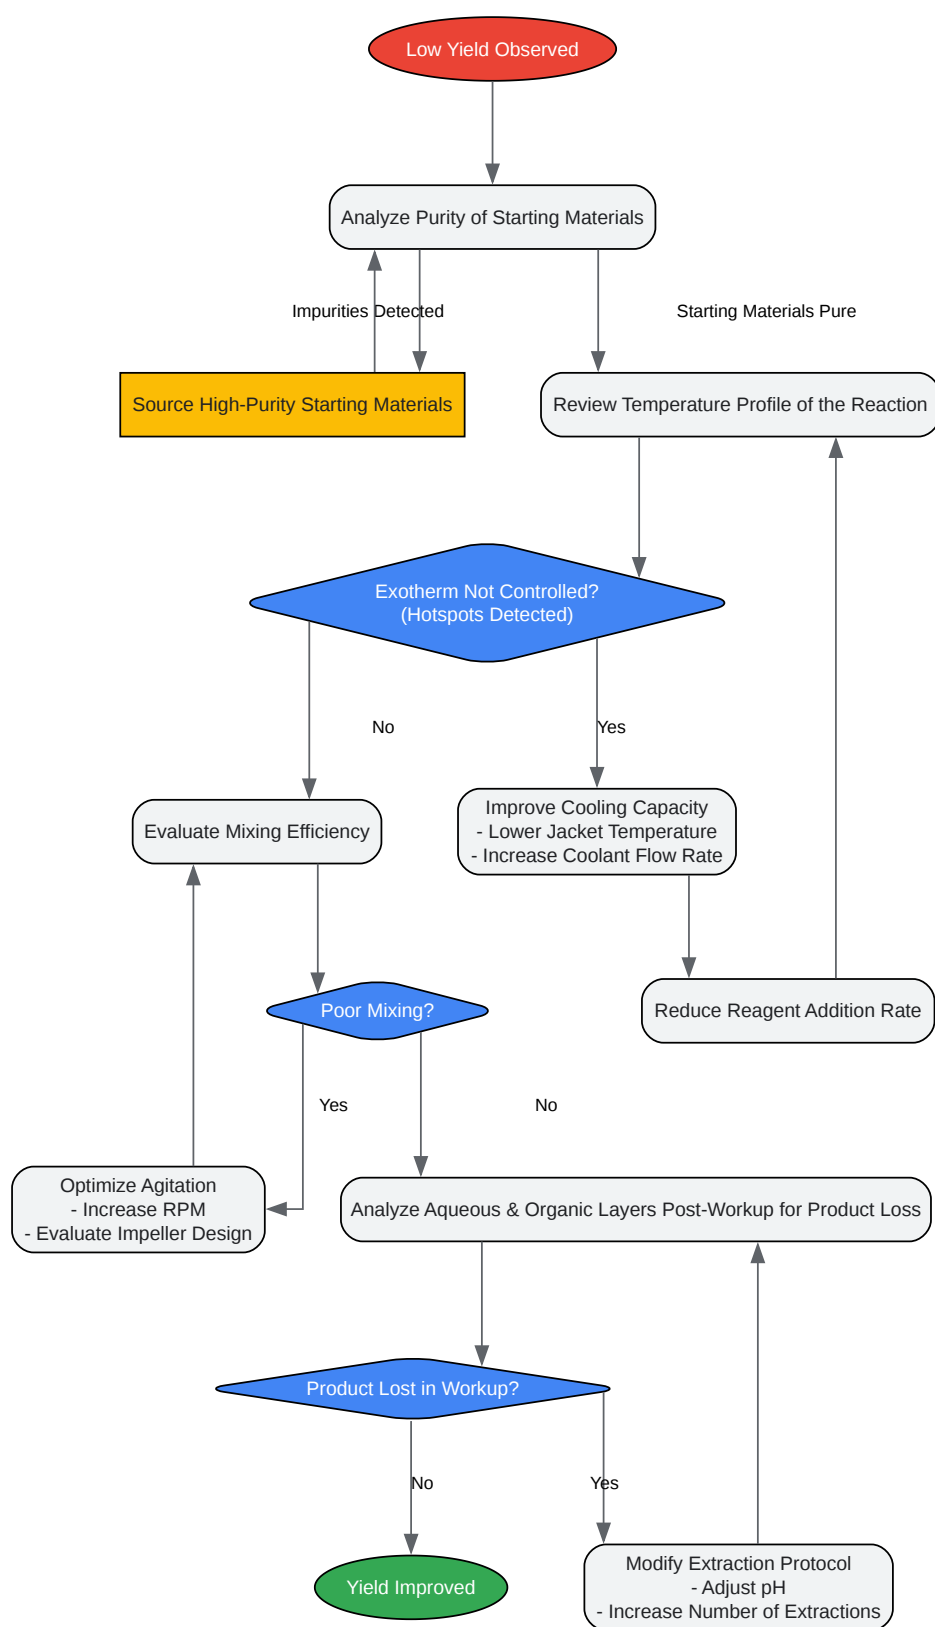 Low Yield Observed
Analyze Purity of Starting Materials
Impurities Detected
Starting Materials Pure
Source High-Purity Starting Materials
Review Temperature Profile of the Reaction
Exotherm Not Controlled?
(Hotspots Detected)
No
Yes
Evaluate Mixing Efficiency
Improve Cooling Capacity
- Lower Jacket Temperature
- Increase Coolant Flow Rate
Poor Mixing?
Reduce Reagent Addition Rate
Yes
No
Optimize Agitation
- Increase RPM
- Evaluate Impeller Design
Analyze Aqueous & Organic Layers Post-Workup for Product Loss
Product Lost in Workup?
No
Yes
Yield Improved
Modify Extraction Protocol
- Adjust pH
- Increase Number of Extractions